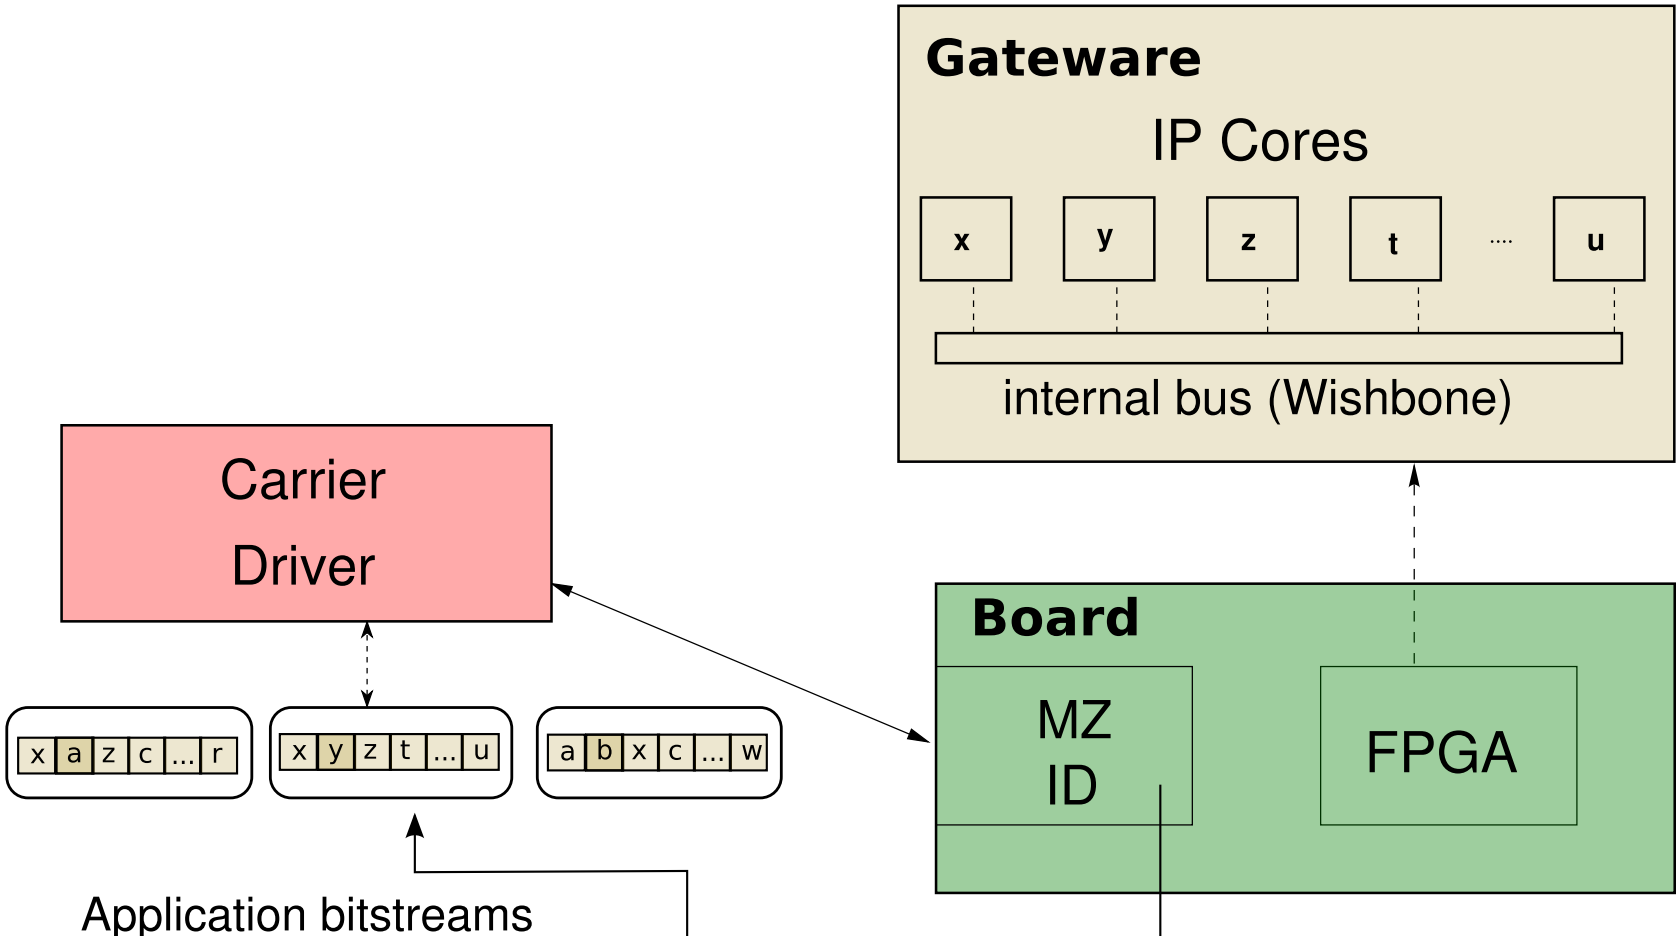 Gateware
IP Cores
x y z t .... u
internal bus (Wishbone)
Carrier
Driver
Board
MZ
ID
FPGA
x a z c ... r
x y z t ... u
a b x c ... w
Application bitstreams